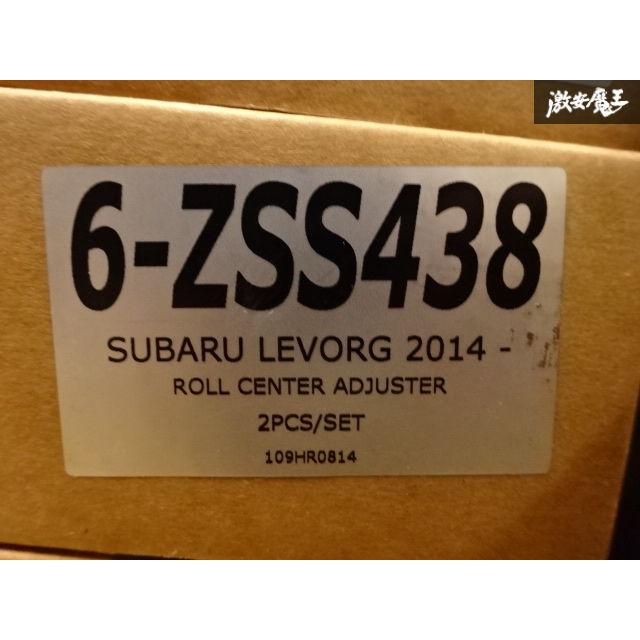 激安魔王
6-ZSS438
SUBARU LEVORG 2014 -
ROLL CENTER ADJUSTER
2PCS/SET
109HR0814